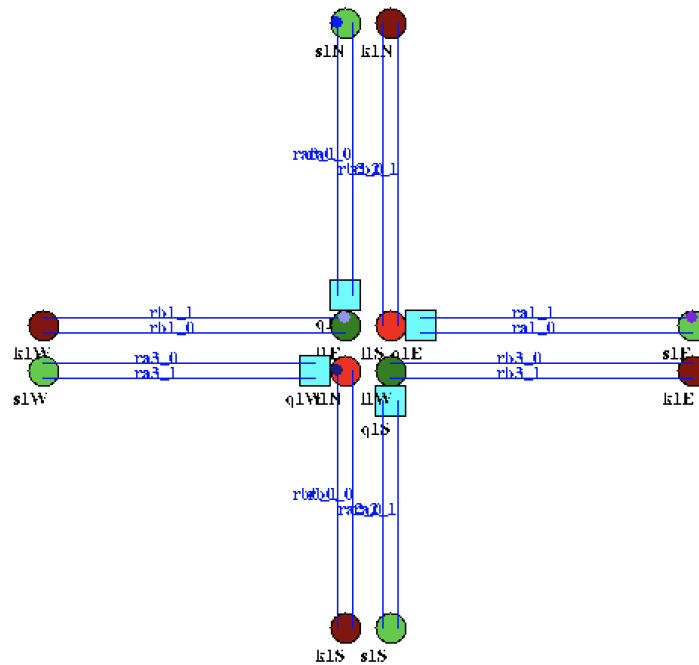 s1N k1N
rb1_1
ra1_1
rb1_0
ra1_0
k1W
l1E
l1S
q1E
s1E
ra3_0
rb3_0
ra3_1
rb3_1
s1W
q1W
l1N
l1W
k1E
q1S
k1S s1S